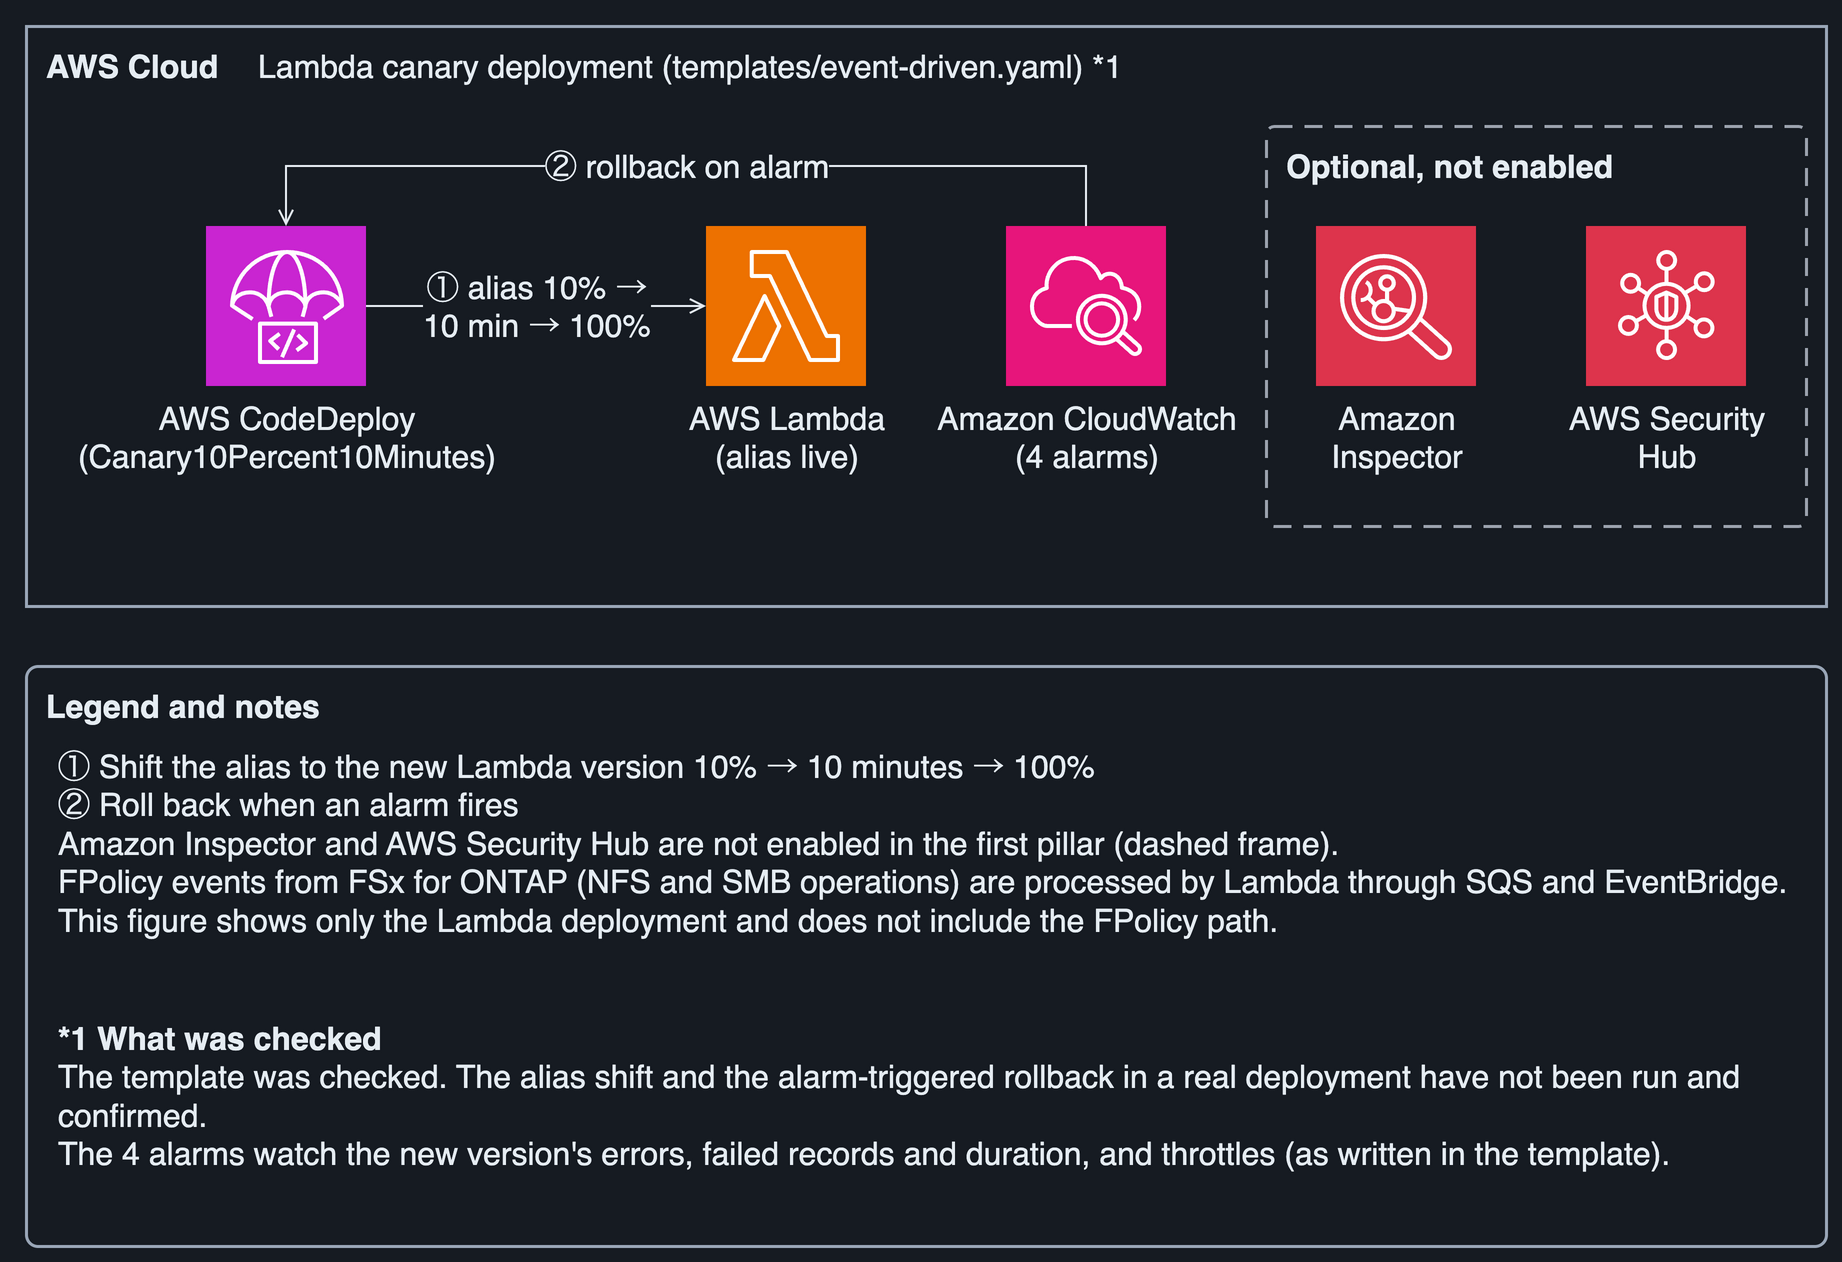 AWS Cloud Lambda canary deployment (templates/event-driven.yaml) *1
② rollback on alarm
Optional, not enabled
① alias 10% →
10 min → 100%
AWS CodeDeploy
(Canary10Percent10Minutes)
AWS Lambda
(alias live)
Amazon CloudWatch
(4 alarms)
Amazon
Inspector
AWS Security
Hub
Legend and notes
① Shift the alias to the new Lambda version 10% → 10 minutes → 100%
② Roll back when an alarm fires
Amazon Inspector and AWS Security Hub are not enabled in the first pillar (dashed frame).
FPolicy events from FSx for ONTAP (NFS and SMB operations) are processed by Lambda through SQS and EventBridge.
This figure shows only the Lambda deployment and does not include the FPolicy path.
*1 What was checked
The template was checked. The alias shift and the alarm-triggered rollback in a real deployment have not been run and
confirmed.
The 4 alarms watch the new version's errors, failed records and duration, and throttles (as written in the template).